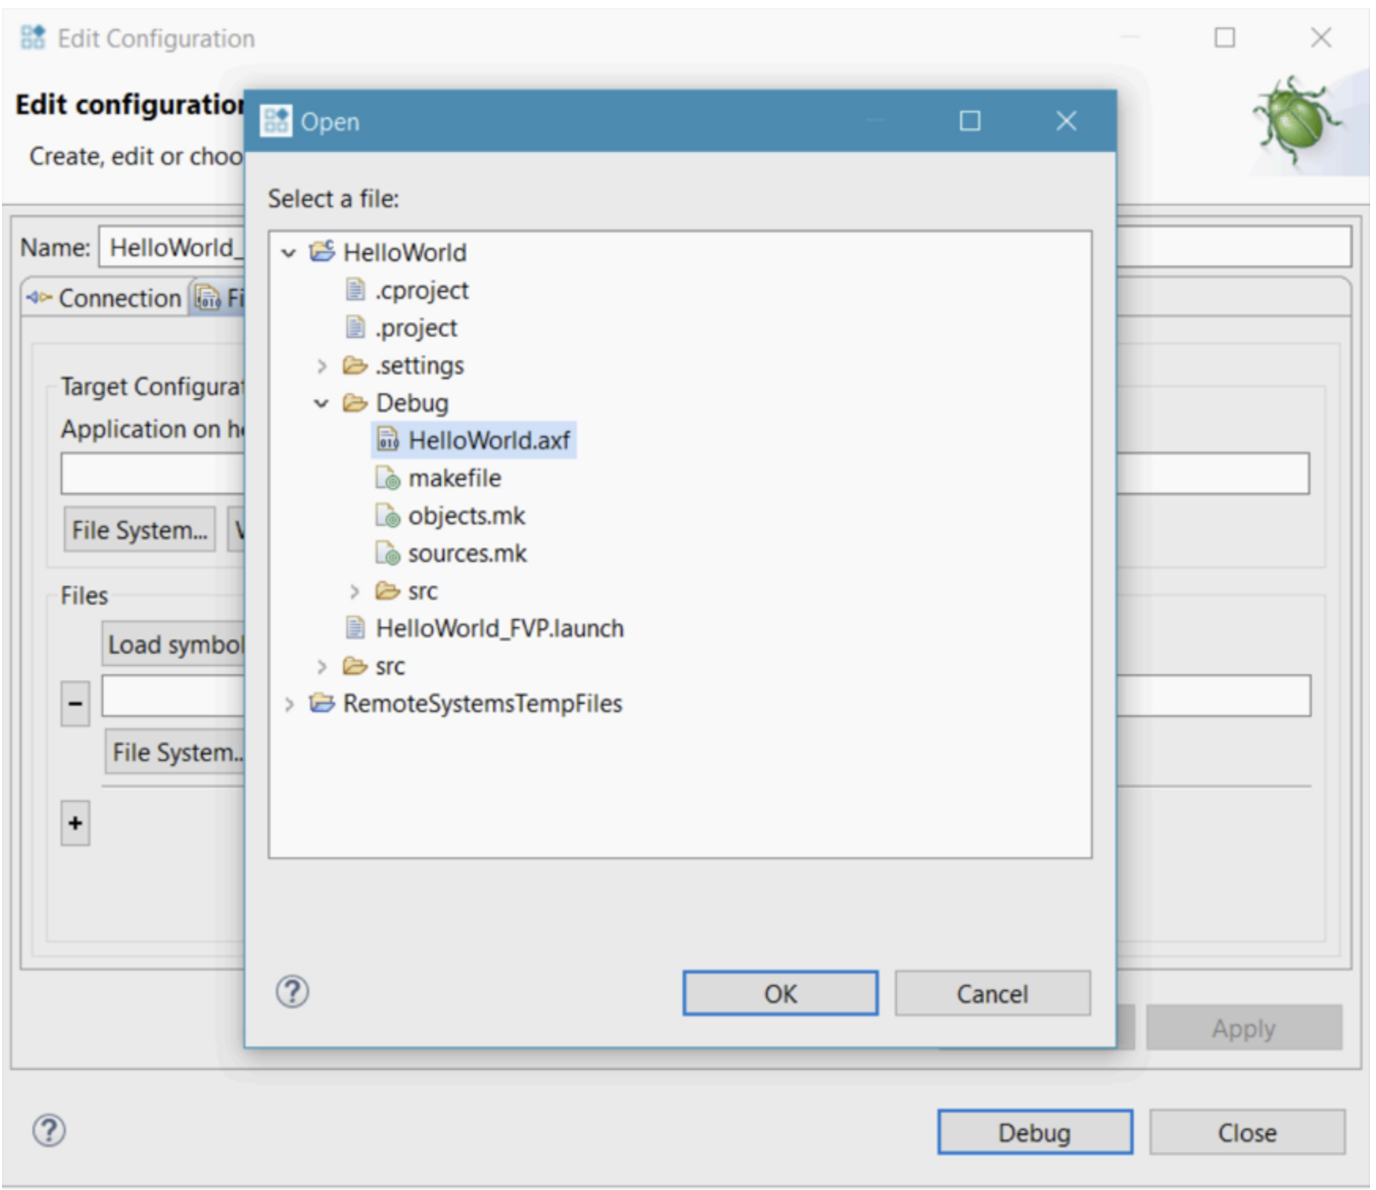 Edit Configuration
Edit configuration
Create, edit or choo
Open
Select a file:
Name: HelloWorld_
Connection
Fi
HelloWorld
.cproject
.project
.settings
Debug
HelloWorld.axf
makefile
objects.mk
sources.mk
src
HelloWorld_FVP.launch
src
RemoteSystemsTempFiles
Target Configurat
Application on h
File System...
Files
Load symbol
-
File System..
+
?
OK
Cancel
Apply
?
Debug
Close